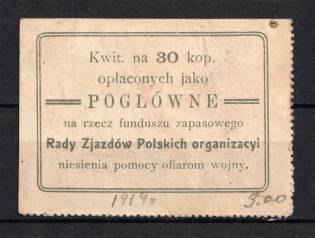 Kwit. na 30 kop.
opłaconych jako
POGŁÓWNE
na rzecz funduszu zapasowego
Rady Zjazdów Polskich organizacyi
niesienia pomocy ofiarom wojny.
3.00